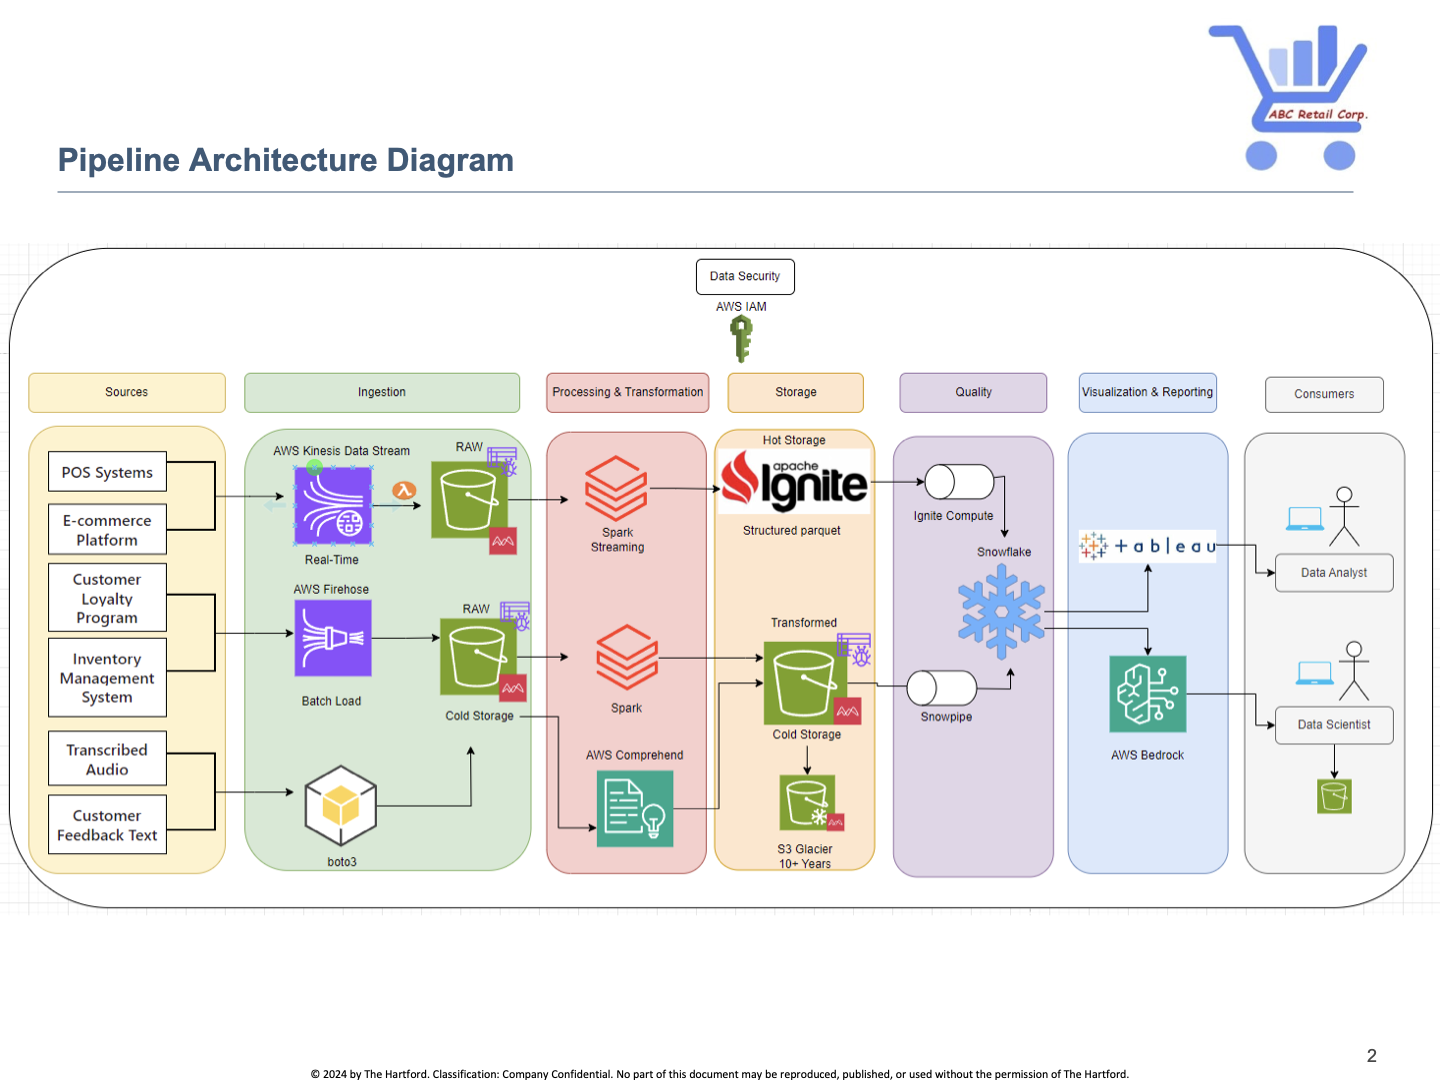 ABC Retail Corp.
Pipeline Architecture Diagram
Data Security
AWS IAM
Sources
Ingestion
Processing & Transformation
Storage
Quality
Visualization & Reporting
Consumers
POS Systems
E-commerce
Platform
Customer
Loyalty
Program
Inventory
Management
System
Transcribed
Audio
Customer
Feedback Text
AWS Kinesis Data Stream
Real-Time
RAW
AWS Firehose
Batch Load
RAW
Cold Storage
boto3
Spark
Streaming
Spark
AWS Comprehend
Hot Storage
apache
Ignite
Structured parquet
Transformed
Cold Storage
S3 Glacier
10+ Years
Ignite Compute
Snowflake
Snowpipe
+ a b l e a u
AWS Bedrock
Data Analyst
Data Scientist
2
© 2024 by The Hartford. Classification: Company Confidential. No part of this document may be reproduced, published, or used without the permission of The Hartford.